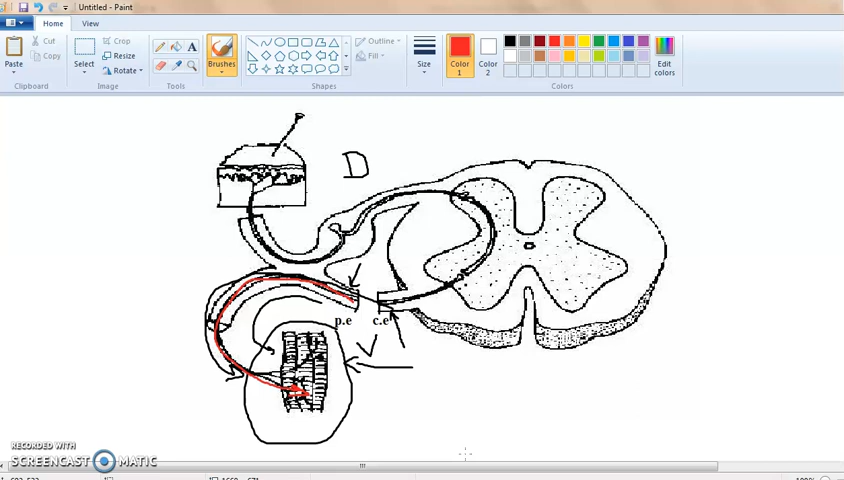 Untitled - Paint
Home View
Cut
Copy
Paste
Clipboard
Crop
Resize
Select
Rotate
Image
A
Tools
Brushes
Outline
Fill
Shapes
Size
Color
1
Color
2
Edit
colors
Colors
D
p.e c.e
RECORDED WITH
SCREENCAST MATIC
100%